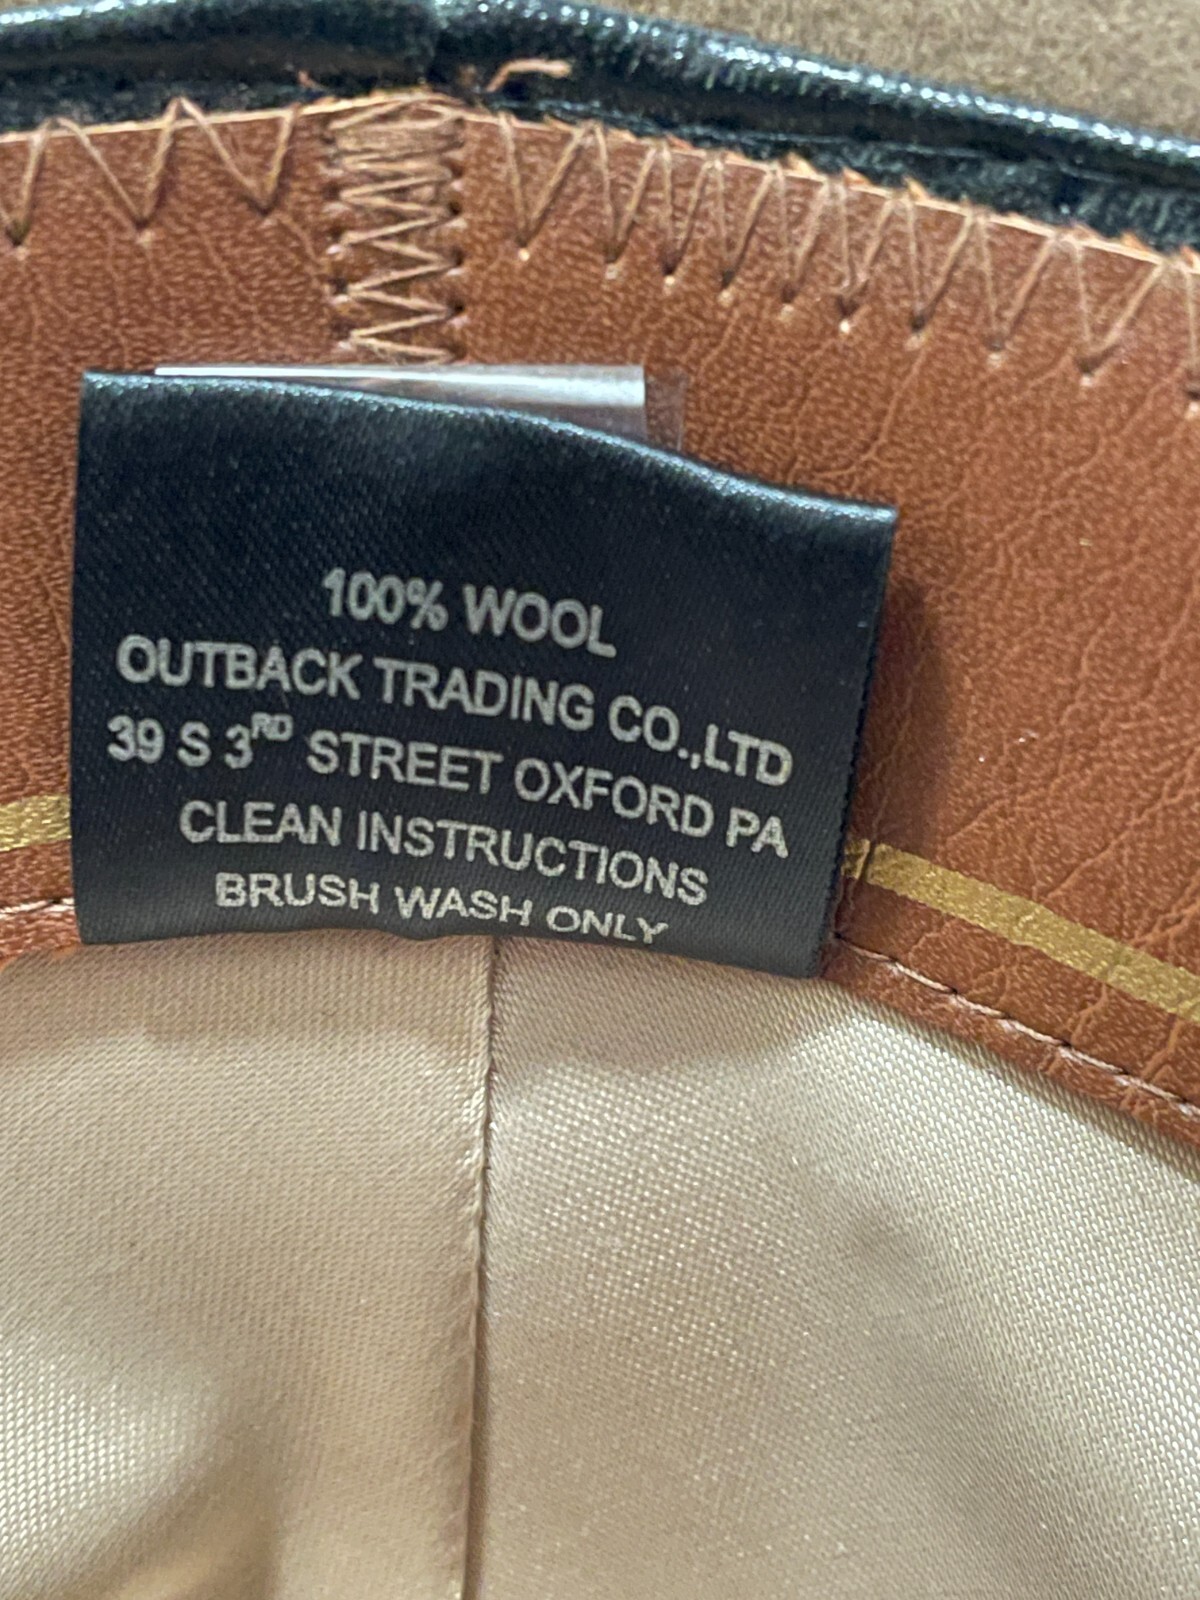 100% WOOL
OUTBACK TRADING CO.,LTD
39 S 3RD STREET OXFORD PA
CLEAN INSTRUCTIONS
BRUSH WASH ONLY